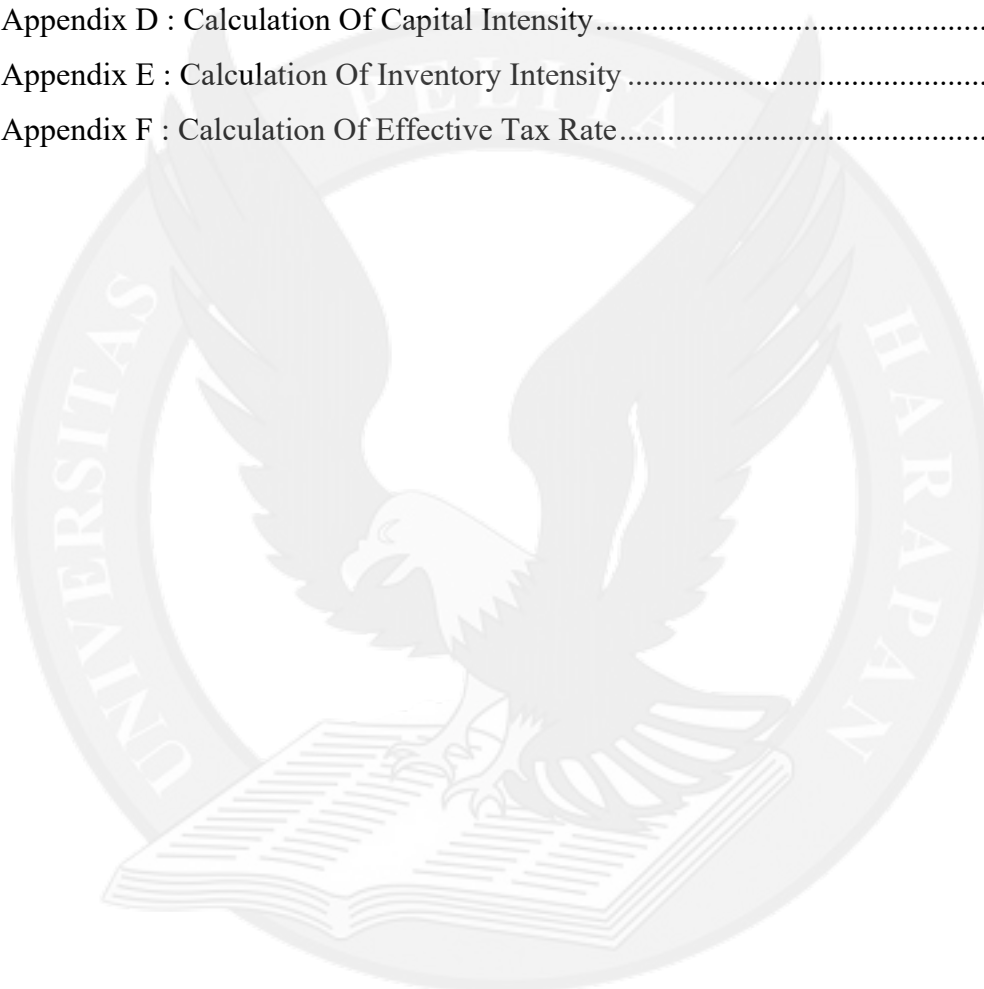 Appendix D : Calculation Of Capital Intensity.................................................
Appendix E : Calculation Of Inventory Intensity .............................................
Appendix F : Calculation Of Effective Tax Rate..............................................
UNIVERSITAS PELITA HARAPAN